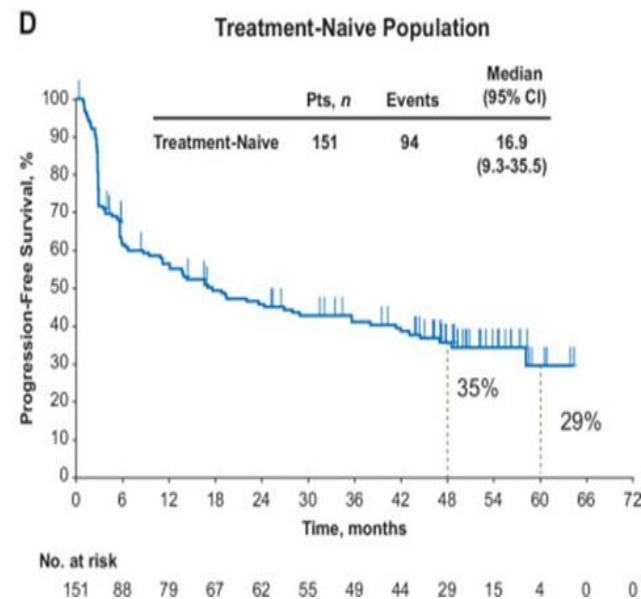 D
Treatment-Naive Population
Median
Pts, n Events (95% CI)
Treatment-Naive 151 94 16.9
(9.3-35.5)
Progression-Free Survival, %
100
90
80
70
60
50
40
30
20
10
0
35%
29%
0 6 12 18 24 30 36 42 48 54 60 66 72
Time, months
No. at risk
151 88 79 67 62 55 49 44 29 15 4 0 0